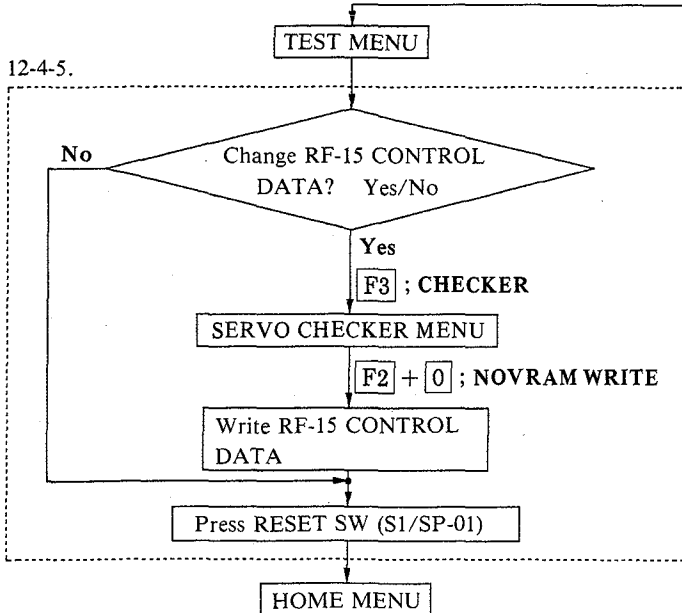 TEST MENU
12-4-5.
No
Change RF-15 CONTROL
DATA? Yes/No
Yes
F3 ; CHECKER
SERVO CHECKER MENU
F2 + 0 ; NOVRAM WRITE
Write RF-15 CONTROL
DATA
Press RESET SW (S1/SP-01)
HOME MENU